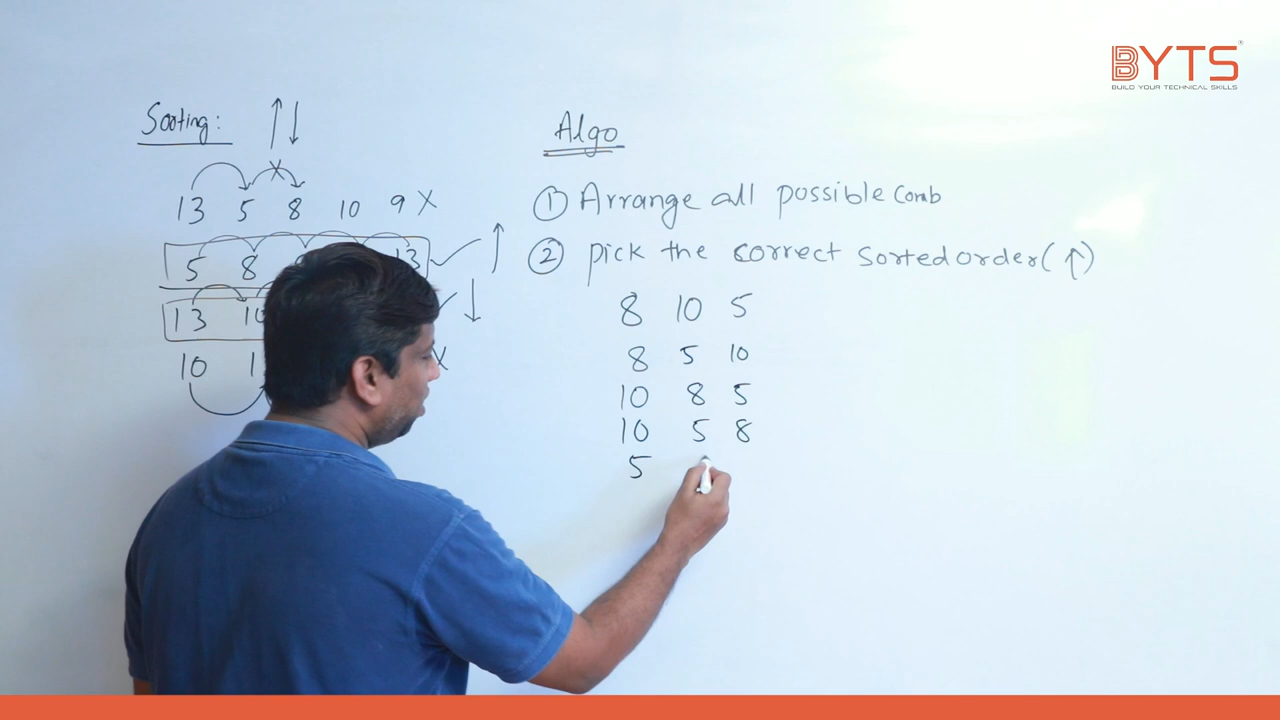 BYTS
BUILD YOUR TECHNICAL SKILLS
Sorting: ↑ ↓
13 5 8 10 9 X
5 8 13 ✓ ↑
13 10 ✓ ↓
10 X
Algo
① Arrange all possible Comb
② pick the correct sorted order (↑)
8 10 5
8 5 10
10 8 5
10 5 8
5